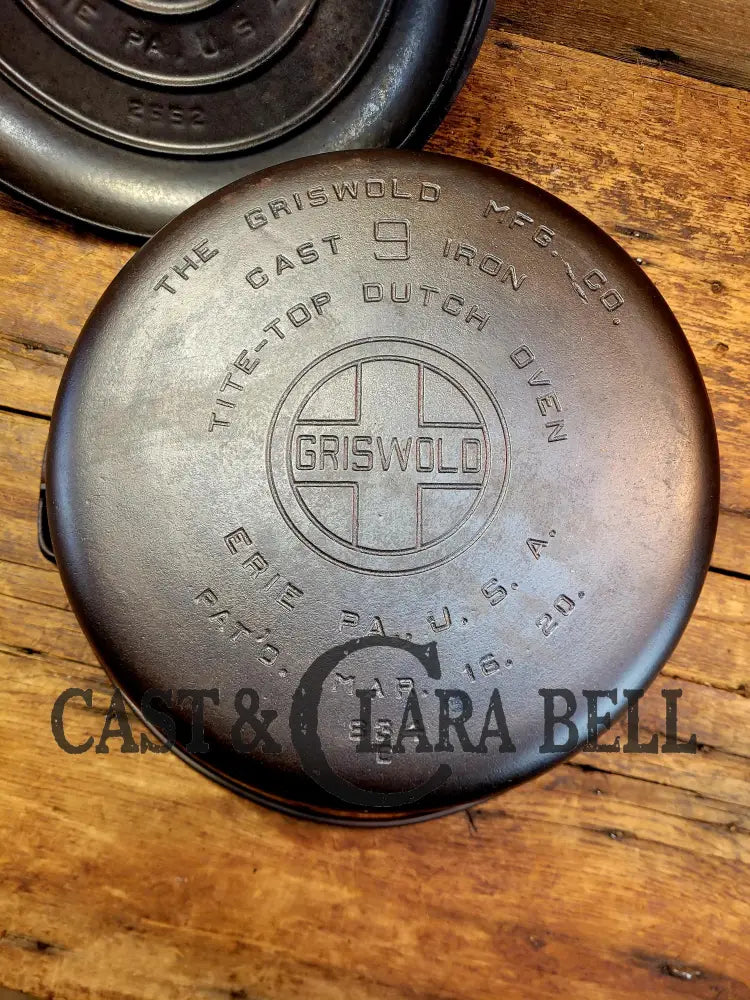 ERIE PA., U.S.A.
2552
THE GRISWOLD MFG. CO.
CAST 9 IRON
TITE-TOP DUTCH OVEN
GRISWOLD
ERIE PA., U.S.A.
PAT'D. MAR. 16. 20.
CAST & CLARA BELL